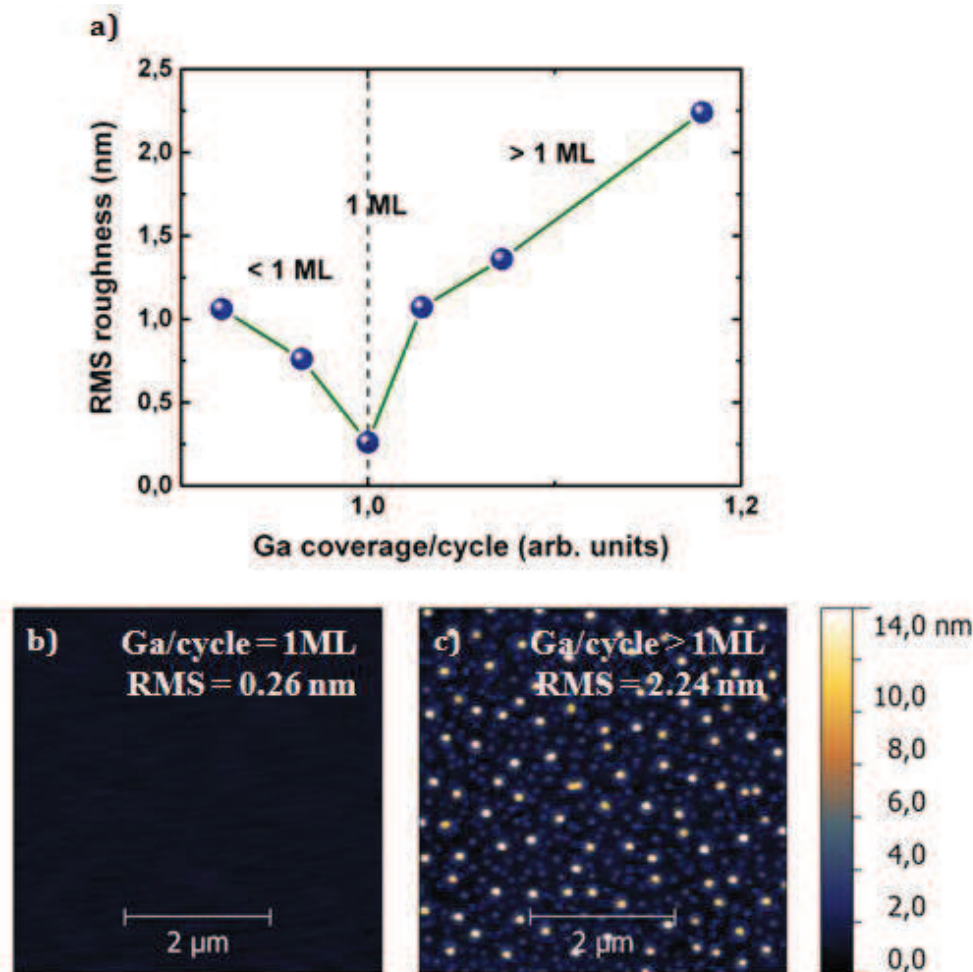 a)
2,5
2,0
1,5
1,0
0,5
0,0
RMS roughness (nm)
< 1 ML
1 ML
> 1 ML
1,0
1,2
Ga coverage/cycle (arb. units)
b)
Ga/cycle = 1ML
RMS = 0.26 nm
2 µm
c)
Ga/cycle > 1ML
RMS = 2.24 nm
2 µm
14,0 nm
10,0
8,0
6,0
4,0
2,0
0,0